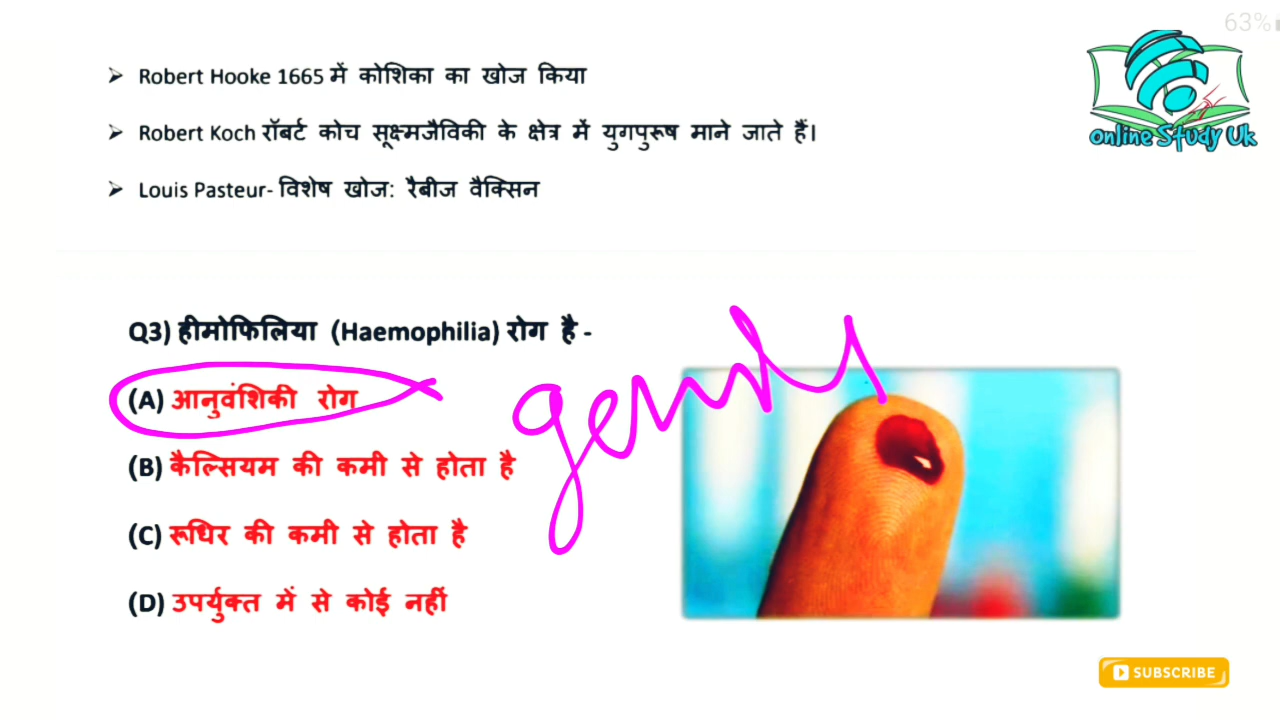 63%
Robert Hooke 1665 में कोशिका का खोज किया
Online Study Uk
Robert Koch रॉबर्ट कोच सूक्ष्मजैविकी के क्षेत्र में युगपुरूष माने जाते हैं।
Louis Pasteur- विशेष खोज: रैबीज वैक्सिन
Q3) हीमोफिलिया (Haemophilia) रोग है -
(A) आनुवंशिकी रोग
(B) कैल्सियम की कमी से होता है
(C) रूधिर की कमी से होता है
(D) उपर्युक्त में से कोई नहीं
SUBSCRIBE